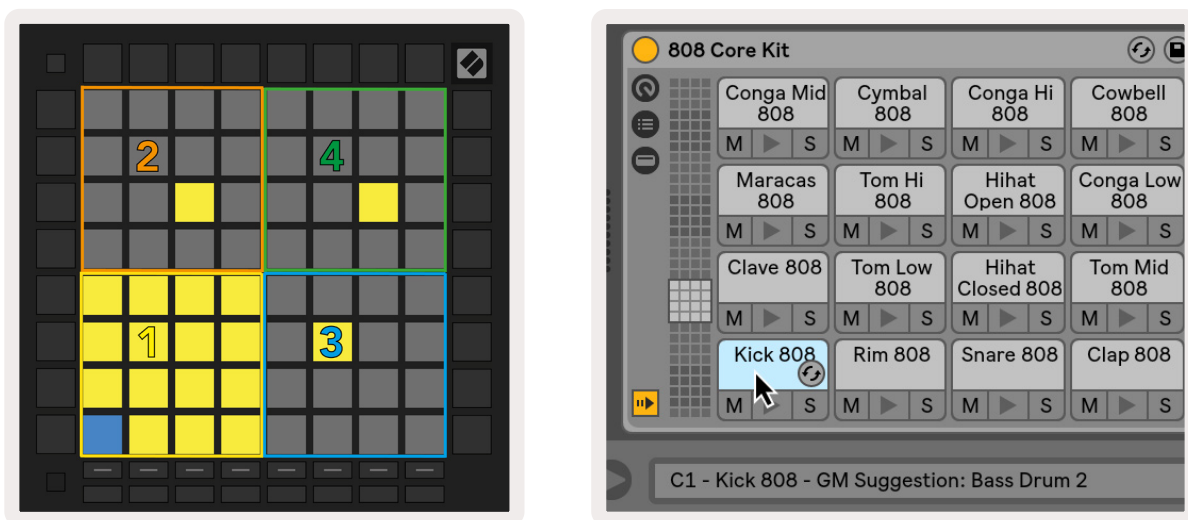 2
4
1
3
808 Core Kit
Conga Mid
808
Cymbal
808
Conga Hi
808
Cowbell
808
M S M S M S M S
Maracas
808
Tom Hi
808
Hihat
Open 808
Conga Low
808
M S M S M S M S
Clave 808
Tom Low
808
Hihat
Closed 808
Tom Mid
808
M S M S M S M S
Kick 808
Rim 808
Snare 808
Clap 808
M S M S M S M S
C1 - Kick 808 - GM Suggestion: Bass Drum 2